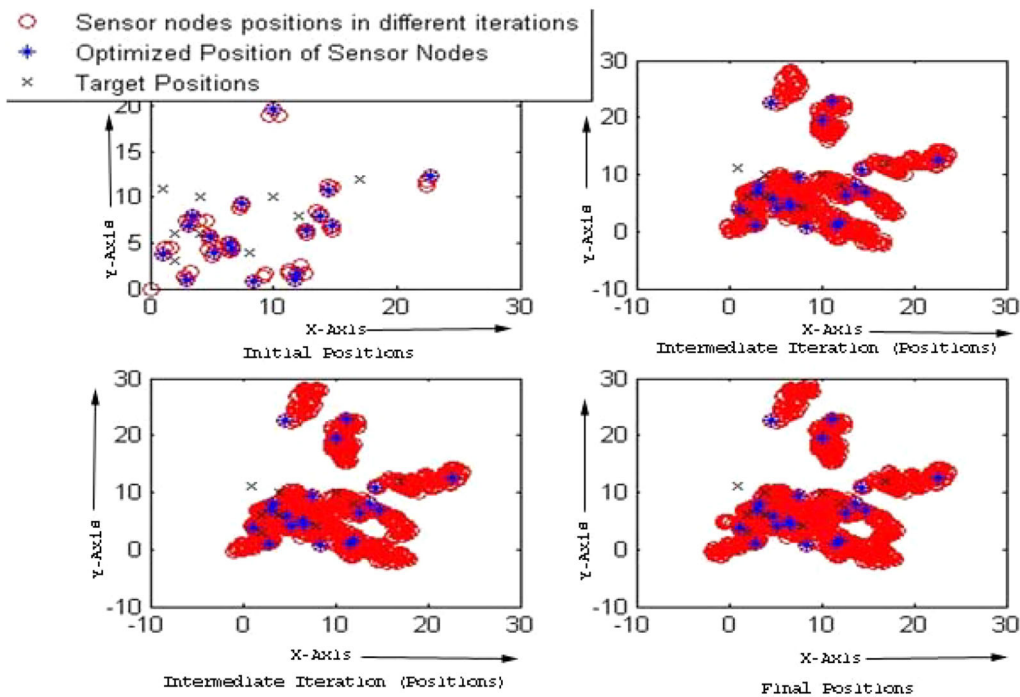 Sensor nodes positions in different iterations
Optimized Position of Sensor Nodes
Target Positions
20
15
10
5
0
0 10 20 30
Y-Axis
X-Axis
Initial Positions
30
20
10
0
-10
-10 0 10 20 30
Y-Axis
X-Axis
Intermediate Iteration (Positions)
30
20
10
0
-10
-10 0 10 20 30
Y-Axis
X-Axis
Intermediate Iteration (Positions)
30
20
10
0
-10
-10 0 10 20 30
Y-Axis
X-Axis
Final Positions